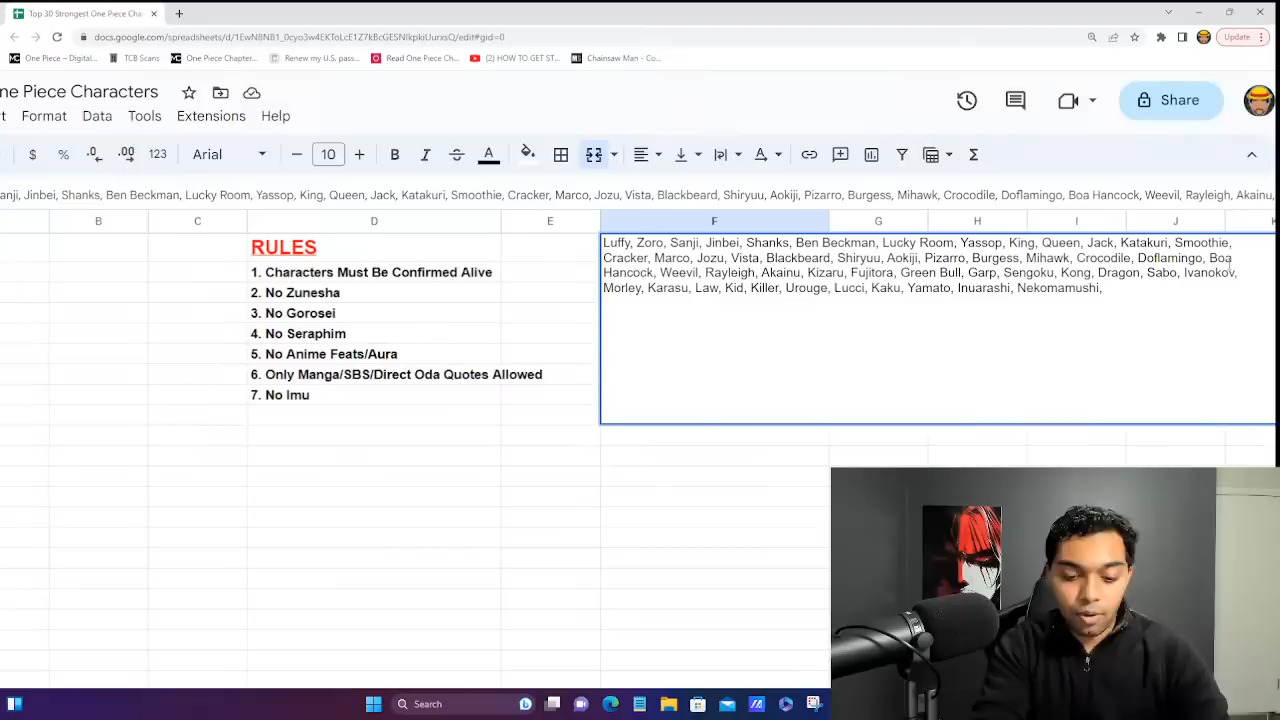 Top 30 Strongest One Piece Cha
docs.google.com/spreadsheets/d/1EwN8NB1_0cyo3w4EKToLcE1Z7kBcGESNlkpkiUurxsQ/edit#gid=0
Update
One Piece – Digital...
TCB Scans
One Piece Chapter...
Renew my U.S. pass...
Read One Piece Ch...
(2) HOW TO GET ST...
Chainsaw Man - Co...
ne Piece Characters
Share
t Format Data Tools Extensions Help
$ % .0 .00 123 Arial 10 B I A
anji, Jinbei, Shanks, Ben Beckman, Lucky Room, Yassop, King, Queen, Jack, Katakuri, Smoothie, Cracker, Marco, Jozu, Vista, Blackbeard, Shiryuu, Aokiji, Pizarro, Burgess, Mihawk, Crocodile, Doflamingo, Boa Hancock, Weevil, Rayleigh, Akainu,
B C D E F G H I J K
RULES
1. Characters Must Be Confirmed Alive
2. No Zunesha
3. No Gorosei
4. No Seraphim
5. No Anime Feats/Aura
6. Only Manga/SBS/Direct Oda Quotes Allowed
7. No Imu
Luffy, Zoro, Sanji, Jinbei, Shanks, Ben Beckman, Lucky Room, Yassop, King, Queen, Jack, Katakuri, Smoothie,
Cracker, Marco, Jozu, Vista, Blackbeard, Shiryuu, Aokiji, Pizarro, Burgess, Mihawk, Crocodile, Doflamingo, Boa
Hancock, Weevil, Rayleigh, Akainu, Kizaru, Fujitora, Green Bull, Garp, Sengoku, Kong, Dragon, Sabo, Ivanokov,
Morley, Karasu, Law, Kid, Killer, Urouge, Lucci, Kaku, Yamato, Inuarashi, Nekomamushi,
Search